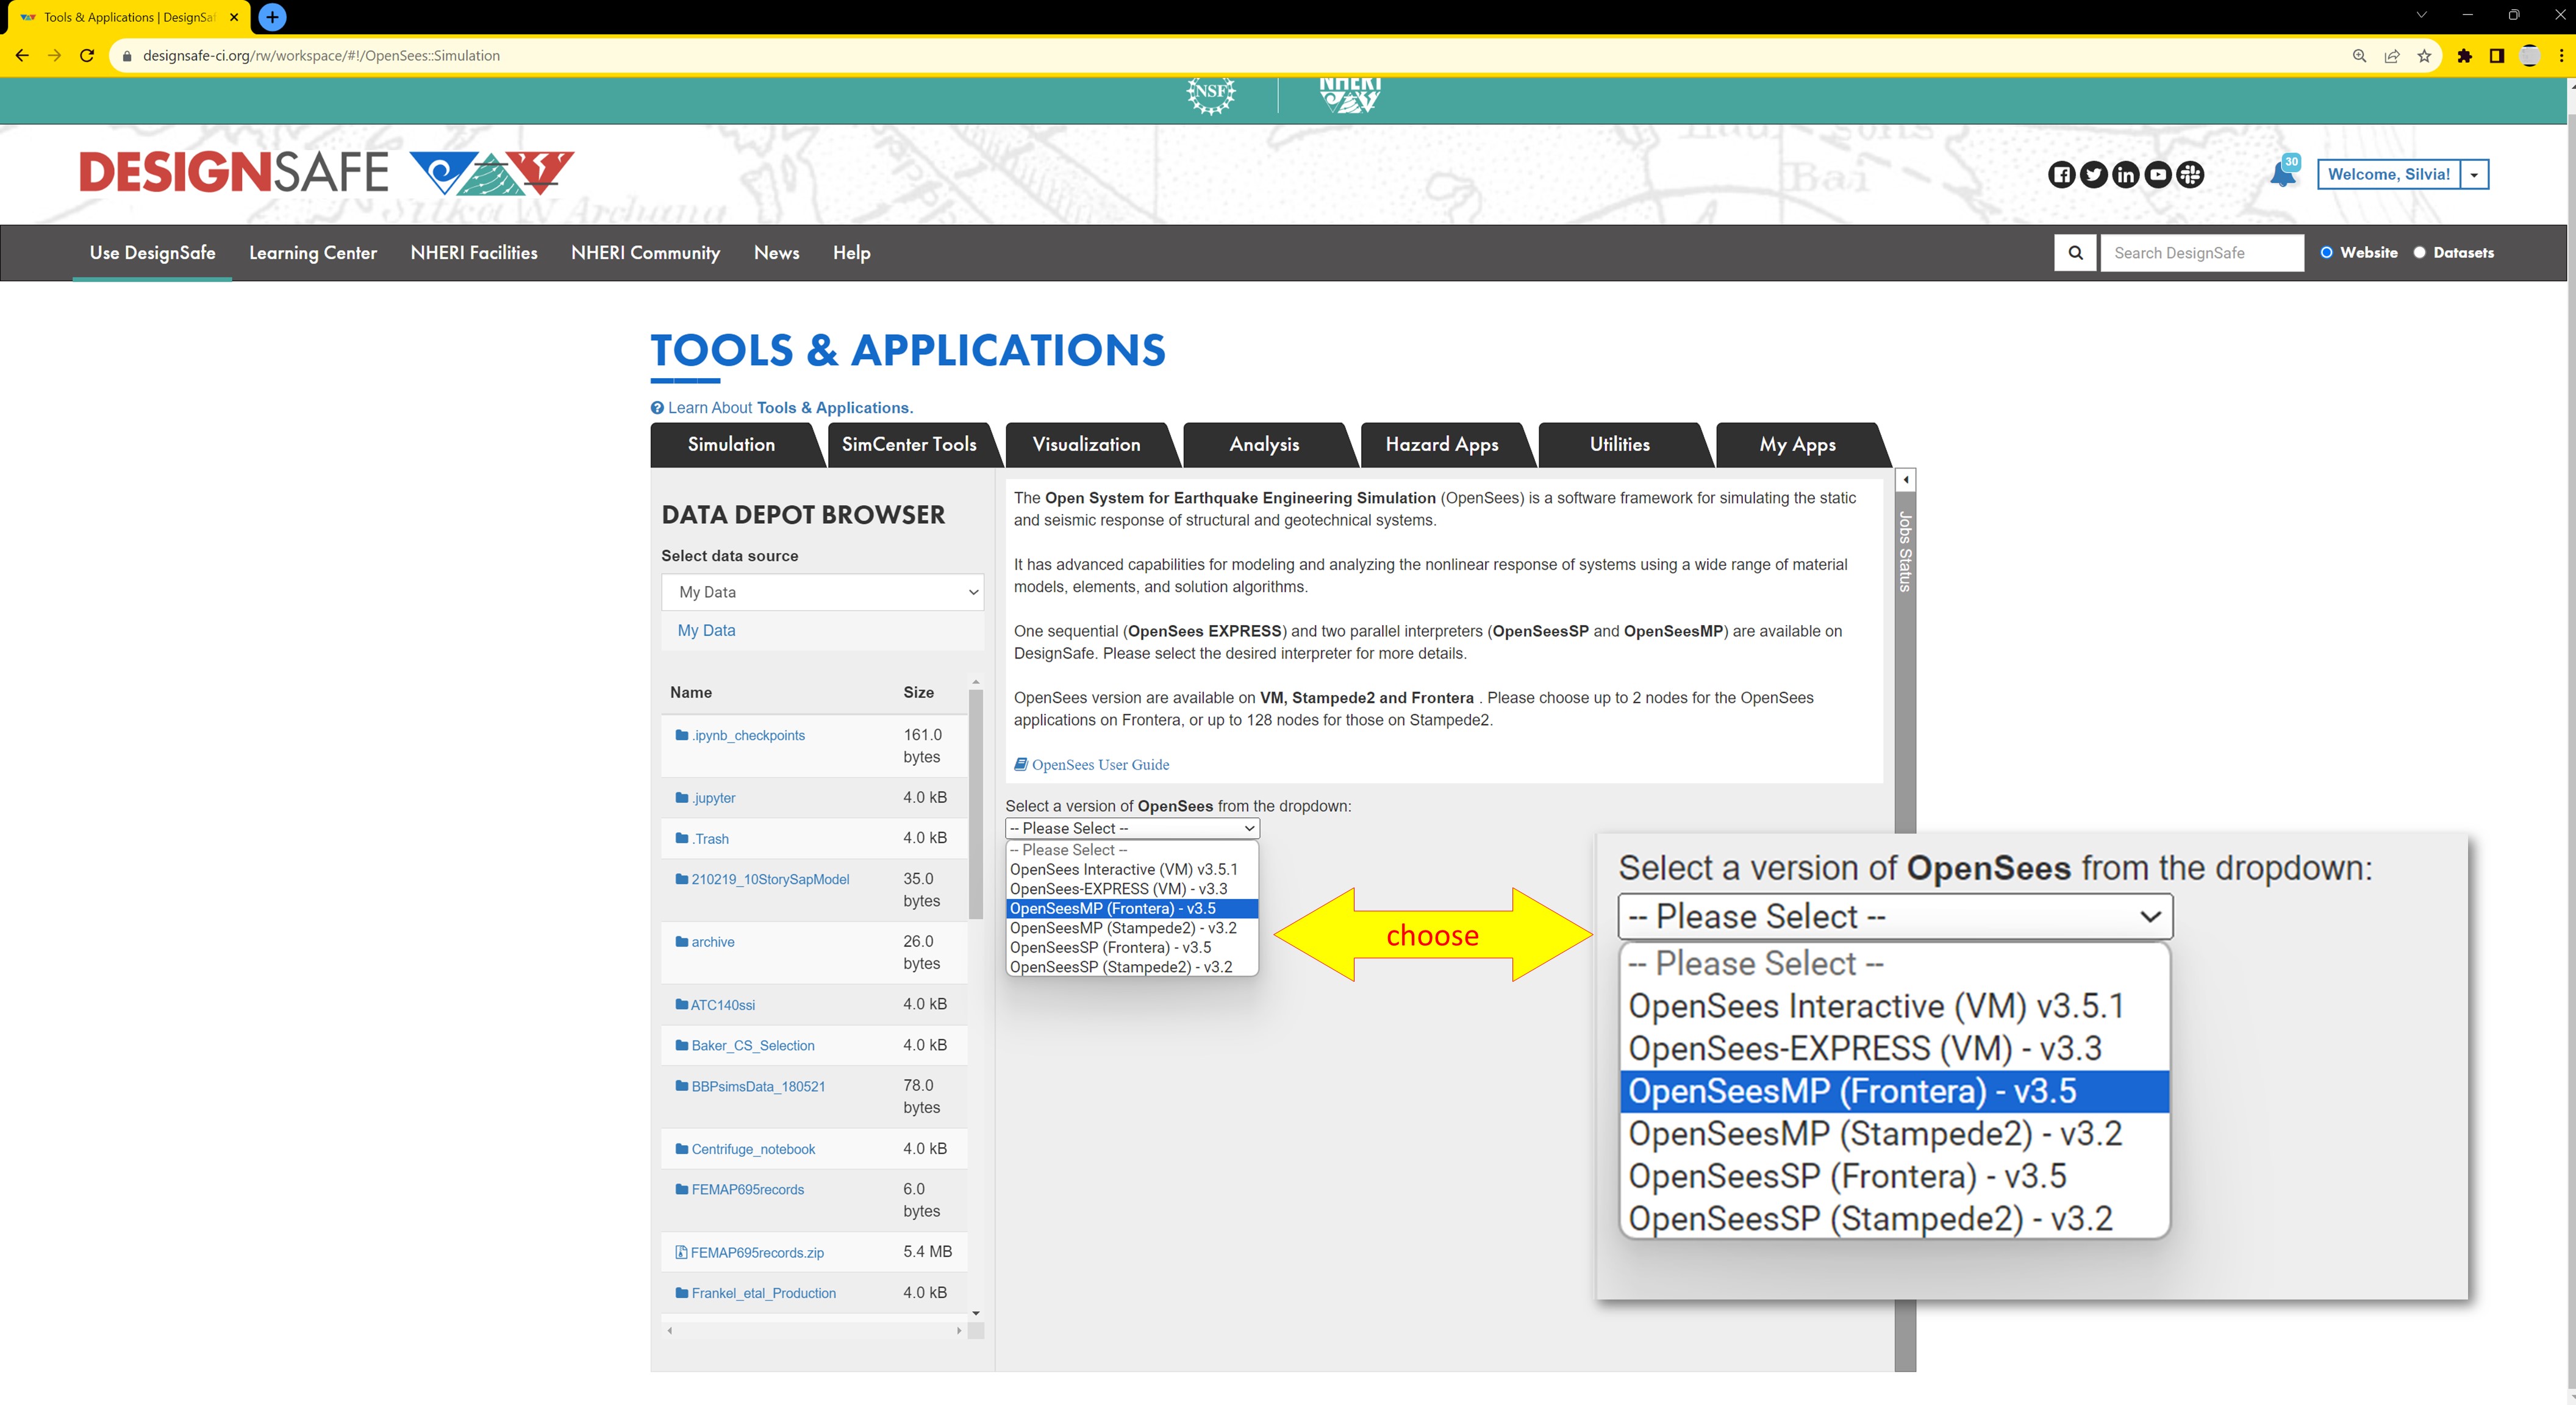 Tools & Applications | DesignSaf
designsafe-ci.org/rw/workspace/#!/OpenSees::Simulation
NSF
NHERI
DESIGNSAFE
30
Welcome, Silvia!
Use DesignSafe Learning Center NHERI Facilities NHERI Community News Help
Search DesignSafe
Website Datasets
TOOLS & APPLICATIONS
Learn About Tools & Applications.
Simulation SimCenter Tools Visualization Analysis Hazard Apps Utilities My Apps
DATA DEPOT BROWSER
Select data source
My Data
My Data
Name Size
.ipynb_checkpoints 161.0
bytes
.jupyter 4.0 kB
.Trash 4.0 kB
210219_10StorySapModel 35.0
bytes
archive 26.0
bytes
ATC140ssi 4.0 kB
Baker_CS_Selection 4.0 kB
BBPsimsData_180521 78.0
bytes
Centrifuge_notebook 4.0 kB
FEMAP695records 6.0
bytes
FEMAP695records.zip 5.4 MB
Frankel_etal_Production 4.0 kB
The Open System for Earthquake Engineering Simulation (OpenSees) is a software framework for simulating the static
and seismic response of structural and geotechnical systems.
It has advanced capabilities for modeling and analyzing the nonlinear response of systems using a wide range of material
models, elements, and solution algorithms.
One sequential (OpenSees EXPRESS) and two parallel interpreters (OpenSeesSP and OpenSeesMP) are available on
DesignSafe. Please select the desired interpreter for more details.
OpenSees version are available on VM, Stampede2 and Frontera . Please choose up to 2 nodes for the OpenSees
applications on Frontera, or up to 128 nodes for those on Stampede2.
OpenSees User Guide
Select a version of OpenSees from the dropdown:
-- Please Select --
-- Please Select --
OpenSees Interactive (VM) v3.5.1
OpenSees-EXPRESS (VM) - v3.3
OpenSeesMP (Frontera) - v3.5
OpenSeesMP (Stampede2) - v3.2
OpenSeesSP (Frontera) - v3.5
OpenSeesSP (Stampede2) - v3.2
Jobs Status
choose
Select a version of OpenSees from the dropdown:
-- Please Select --
-- Please Select --
OpenSees Interactive (VM) v3.5.1
OpenSees-EXPRESS (VM) - v3.3
OpenSeesMP (Frontera) - v3.5
OpenSeesMP (Stampede2) - v3.2
OpenSeesSP (Frontera) - v3.5
OpenSeesSP (Stampede2) - v3.2